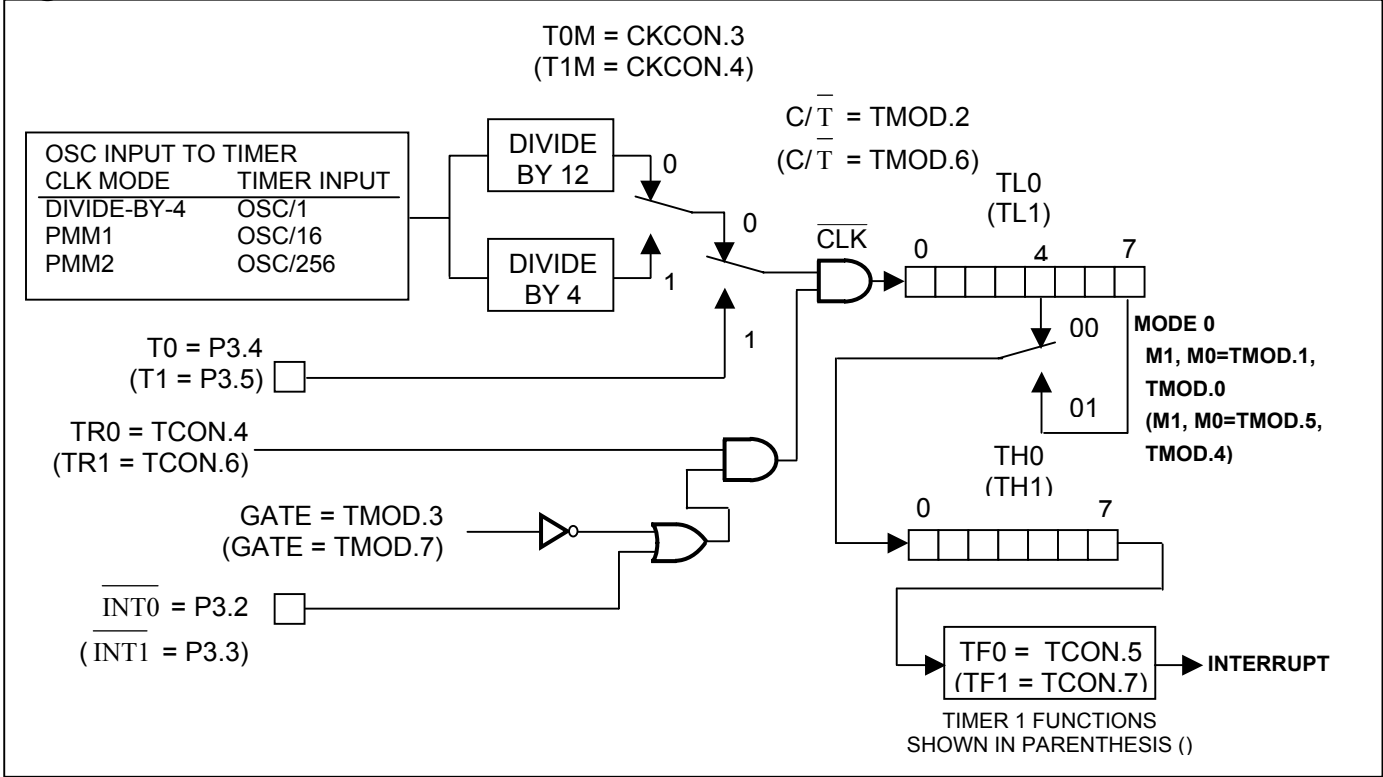 T0M = CKCON.3
(T1M = CKCON.4)
C/T̅ = TMOD.2
(C/T̅ = TMOD.6)
OSC INPUT TO TIMER
CLK MODE TIMER INPUT
DIVIDE-BY-4 OSC/1
PMM1 OSC/16
PMM2 OSC/256
DIVIDE
BY 12
0
DIVIDE
BY 4
1
0
1
C̅L̅K̅
TL0
(TL1)
0 4 7
00
01
MODE 0
M1, M0=TMOD.1,
TMOD.0
(M1, M0=TMOD.5,
TMOD.4)
T0 = P3.4
(T1 = P3.5)
TR0 = TCON.4
(TR1 = TCON.6)
GATE = TMOD.3
(GATE = TMOD.7)
I̅N̅T̅0̅ = P3.2
(I̅N̅T̅1̅ = P3.3)
TH0
(TH1)
0 7
TF0 = TCON.5
(TF1 = TCON.7)
INTERRUPT
TIMER 1 FUNCTIONS
SHOWN IN PARENTHESIS ()